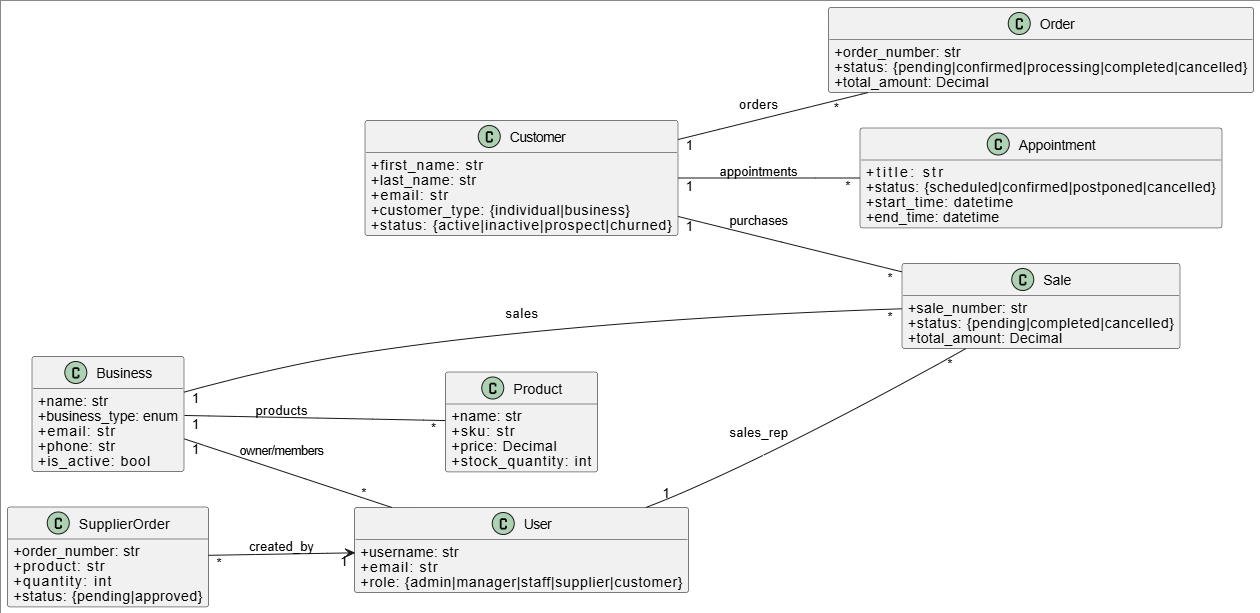 C Order
+order_number: str
+status: {pending|confirmed|processing|completed|cancelled}
+total_amount: Decimal
orders
1
*
C Customer
+first_name: str
+last_name: str
+email: str
+customer_type: {individual|business}
+status: {active|inactive|prospect|churned}
C Appointment
+title: str
+status: {scheduled|confirmed|postponed|cancelled}
+start_time: datetime
+end_time: datetime
appointments
1
*
purchases
1
*
C Sale
+sale_number: str
+status: {pending|completed|cancelled}
+total_amount: Decimal
sales
1
*
C Business
+name: str
+business_type: enum
+email: str
+phone: str
+is_active: bool
products
1
*
C Product
+name: str
+sku: str
+price: Decimal
+stock_quantity: int
owner/members
1
*
sales_rep
*
1
C SupplierOrder
+order_number: str
+product: str
+quantity: int
+status: {pending|approved}
created_by
*
1
C User
+username: str
+email: str
+role: {admin|manager|staff|supplier|customer}